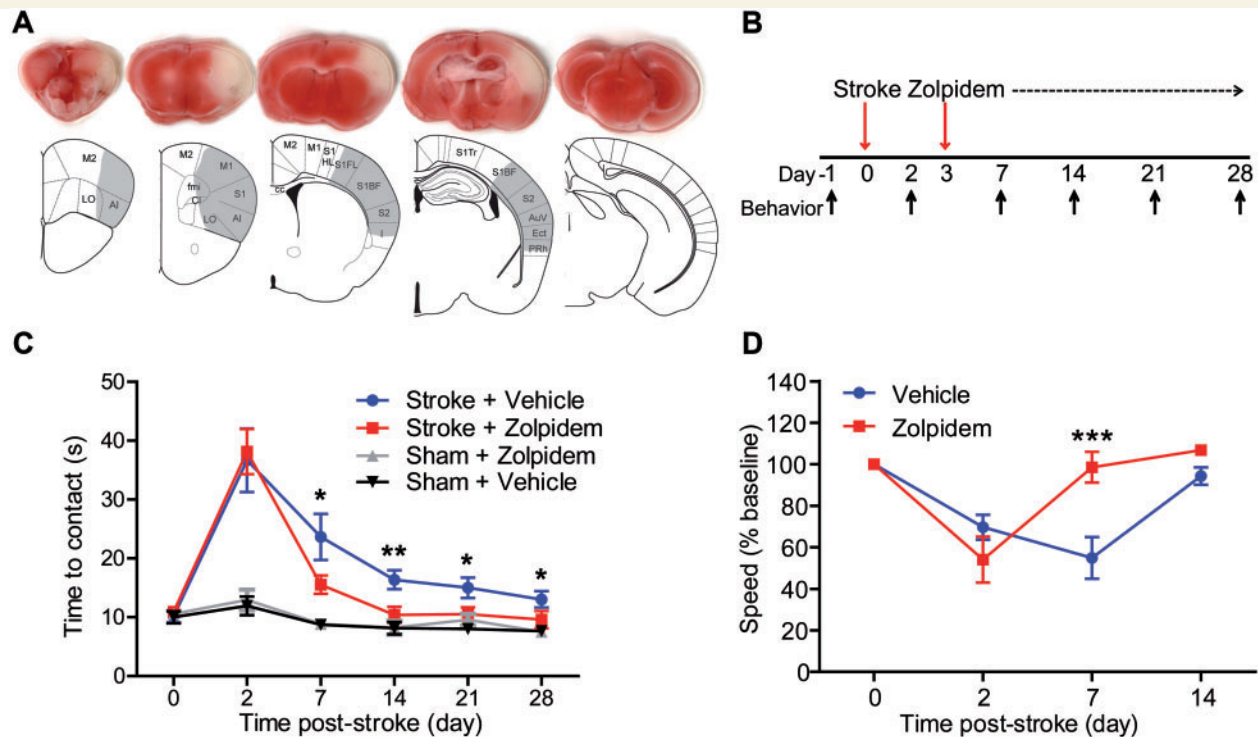 A
M2
LO
AI
M2
M1
fmi
S1
LO
AI
M2
M1
S1
HL
S1FL
S1BF
cc
S2
I
S1Tr
S1BF
S2
AuV
Ect
PRh
B
Stroke Zolpidem
Day -1 0 2 3 7 14 21 28
Behavior
C
50
40
30
20
10
0
Time to contact (s)
Stroke + Vehicle
Stroke + Zolpidem
Sham + Zolpidem
Sham + Vehicle
* ** * *
0 2 7 14 21 28
Time post-stroke (day)
D
140
120
100
80
60
40
20
0
Speed (% baseline)
Vehicle
Zolpidem
***
0 2 7 14
Time post-stroke (day)